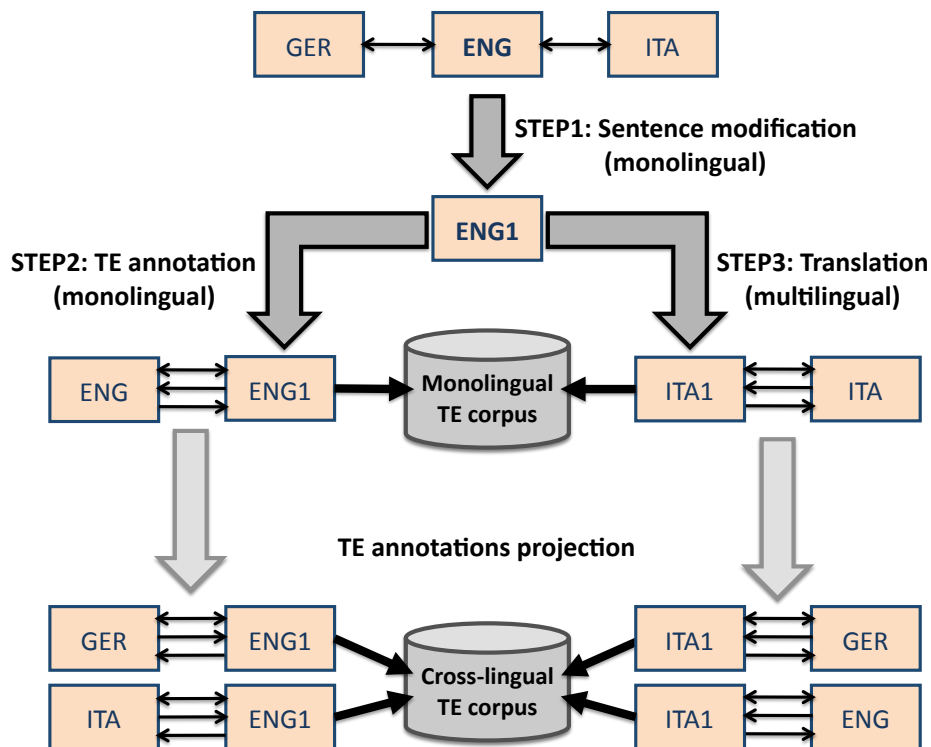 GER
ENG
ITA
STEP1: Sentence modification
(monolingual)
ENG1
STEP2: TE annotation
(monolingual)
STEP3: Translation
(multilingual)
ENG
ENG1
Monolingual
TE corpus
ITA1
ITA
TE annotations projection
GER
ENG1
ITA
ENG1
Cross-lingual
TE corpus
ITA1
GER
ITA1
ENG